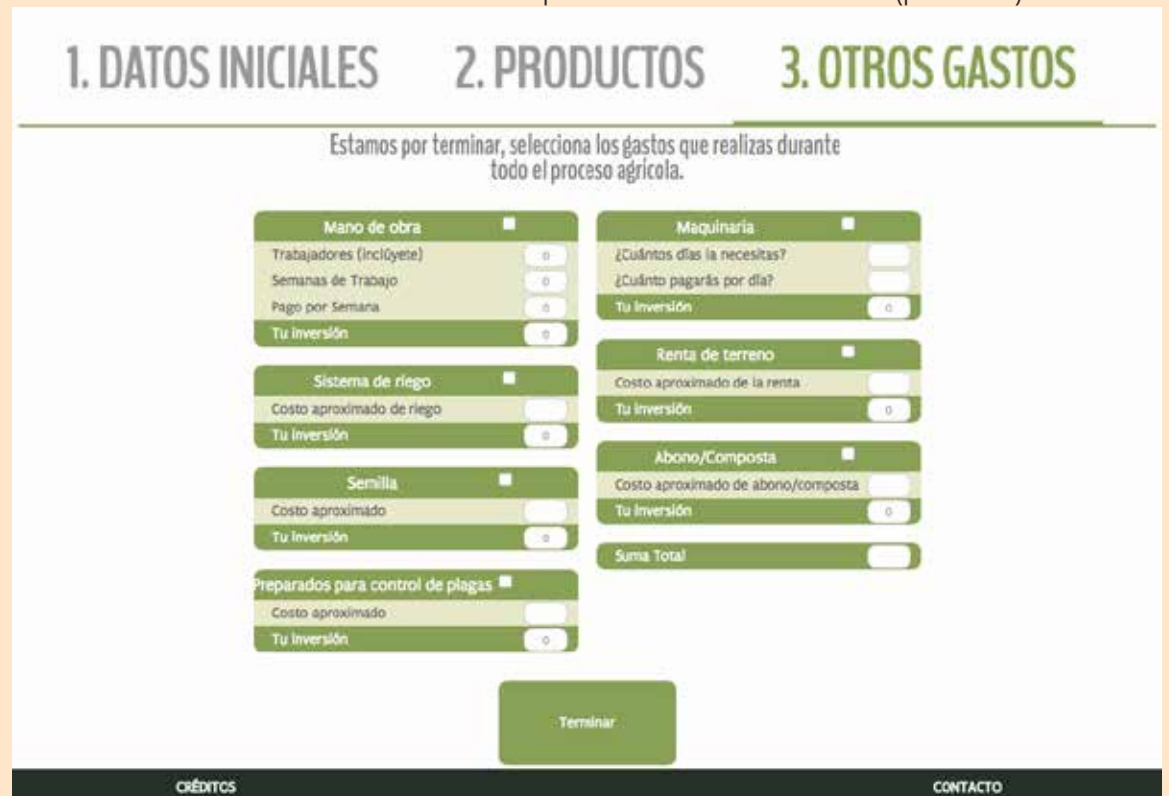 1. DATOS INICIALES 2. PRODUCTOS 3. OTROS GASTOS
Estamos por terminar, selecciona los gastos que realizas durante
todo el proceso agrícola.
Mano de obra
Trabajadores (inclúyete) 0
Semanas de Trabajo 0
Pago por Semana 0
Tu inversión 0
Sistema de riego
Costo aproximado de riego
Tu inversión 0
Semilla
Costo aproximado
Tu inversión 0
Preparados para control de plagas
Costo aproximado
Tu inversión 0
Maquinaria
¿Cuántos días la necesitas?
¿Cuánto pagarás por día?
Tu inversión 0
Renta de terreno
Costo aproximado de la renta
Tu inversión 0
Abono/Composta
Costo aproximado de abono/composta
Tu inversión 0
Suma Total
Terminar
CRÉDITOS CONTACTO